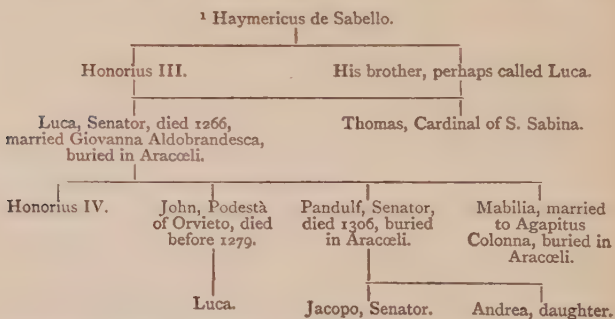 ¹ Haymericus de Sabello.
Honorius III.
His brother, perhaps called Luca.
Luca, Senator, died 1266,
married Giovanna Aldobrandesca,
buried in Aracœli.
Thomas, Cardinal of S. Sabina.
Honorius IV.
John, Podestà
of Orvieto, died
before 1279.
Pandulf, Senator,
died 1306, buried
in Aracœli.
Mabilia, married
to Agapitus
Colonna, buried in
Aracœli.
Luca.
Jacopo, Senator.
Andrea, daughter.